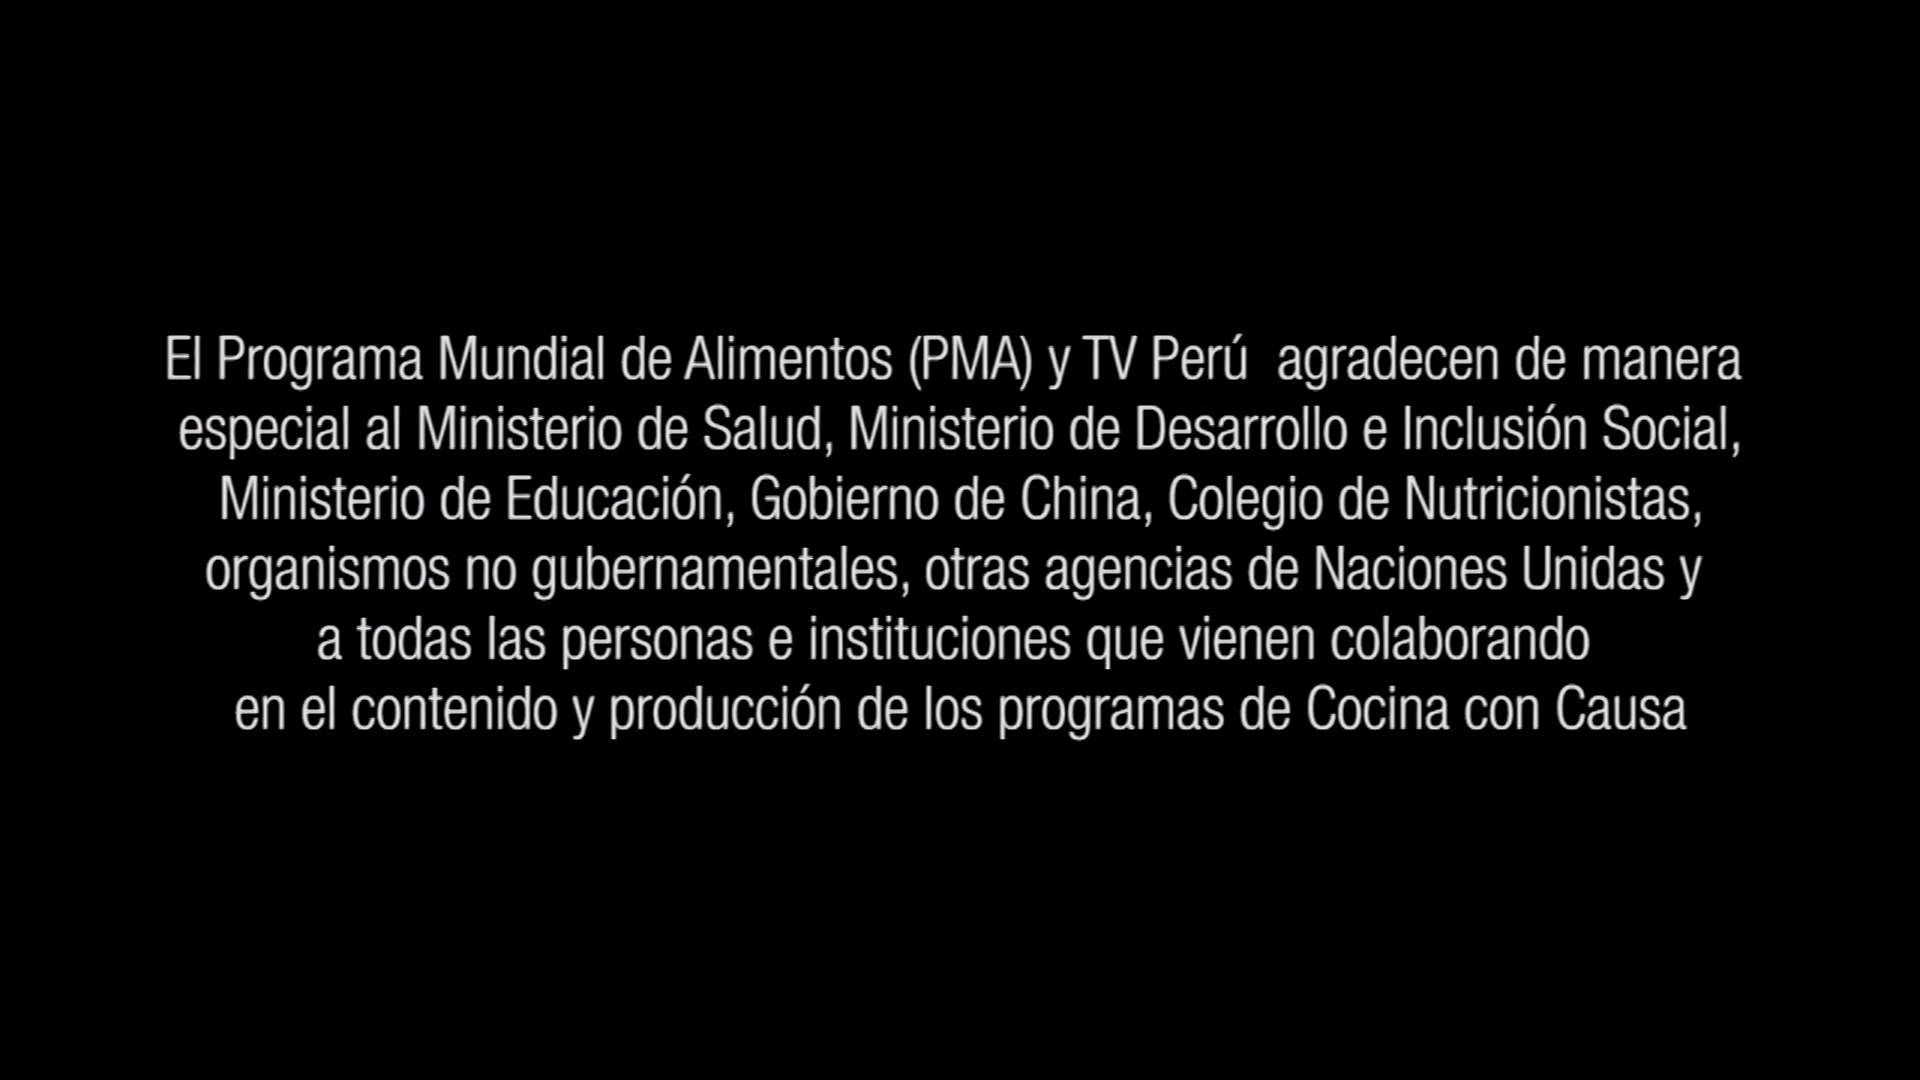 El Programa Mundial de Alimentos (PMA) y TV Perú  agradecen de manera
especial al Ministerio de Salud, Ministerio de Desarrollo e Inclusión Social,
Ministerio de Educación, Gobierno de China, Colegio de Nutricionistas,
organismos no gubernamentales, otras agencias de Naciones Unidas y
a todas las personas e instituciones que vienen colaborando
en el contenido y producción de los programas de Cocina con Causa